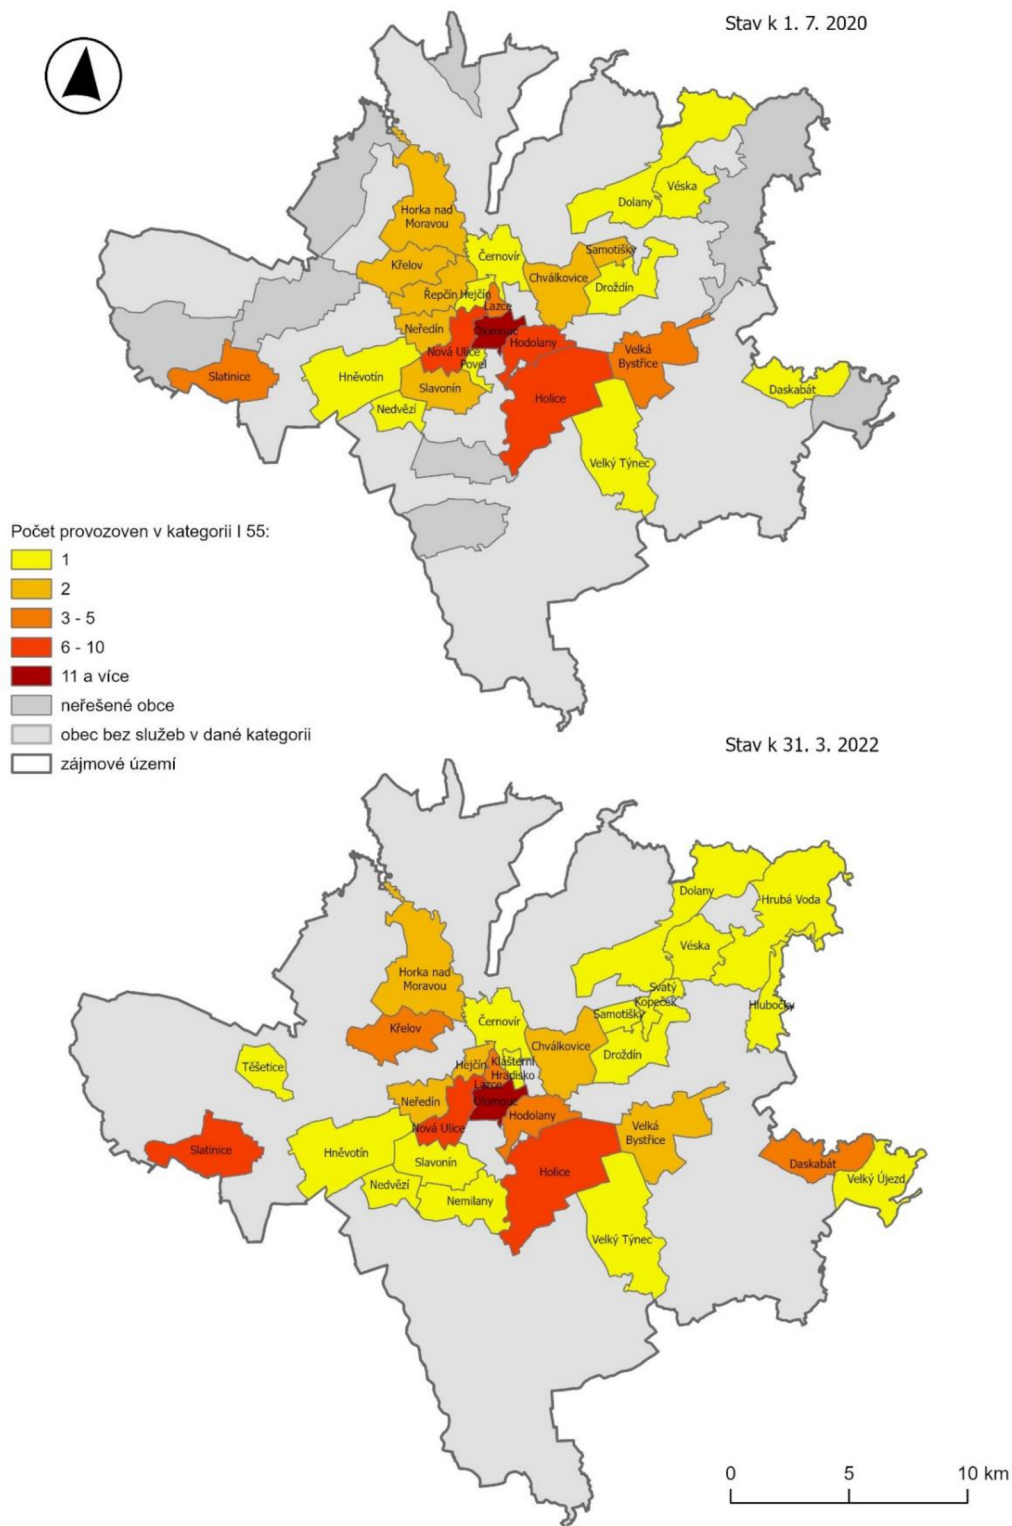 Stav k 1. 7. 2020
Véska
Dolany
Horka nad
Moravou
Samotišky
Černovír
Křelov
Chválkovice
Droždín
Řepčín
Hejčín
Lazce
Neředín
Olomouc
Hodolany
Nová Ulice
Velká
Bystřice
Povel
Slatinice
Hněvotín
Slavonín
Daskabát
Holice
Nedvězí
Velký Týnec
Počet provozoven v kategorii I 55:
1
2
3 - 5
6 - 10
11 a více
neřešené obce
obec bez služeb v dané kategorii
zájmové území
Stav k 31. 3. 2022
Dolany
Hrubá Voda
Véska
Horka nad
Moravou
Svatý
Kopeček
Hlubočky
Samotišky
Černovír
Křelov
Chválkovice
Droždín
Klášterní
Hradisko
Hejčín
Těšetice
Lazce
Neředín
Olomouc
Hodolany
Nová Ulice
Velká
Bystřice
Slatinice
Hněvotín
Slavonín
Daskabát
Holice
Velký Újezd
Nedvězí
Nemilany
Velký Týnec
0
5
10 km